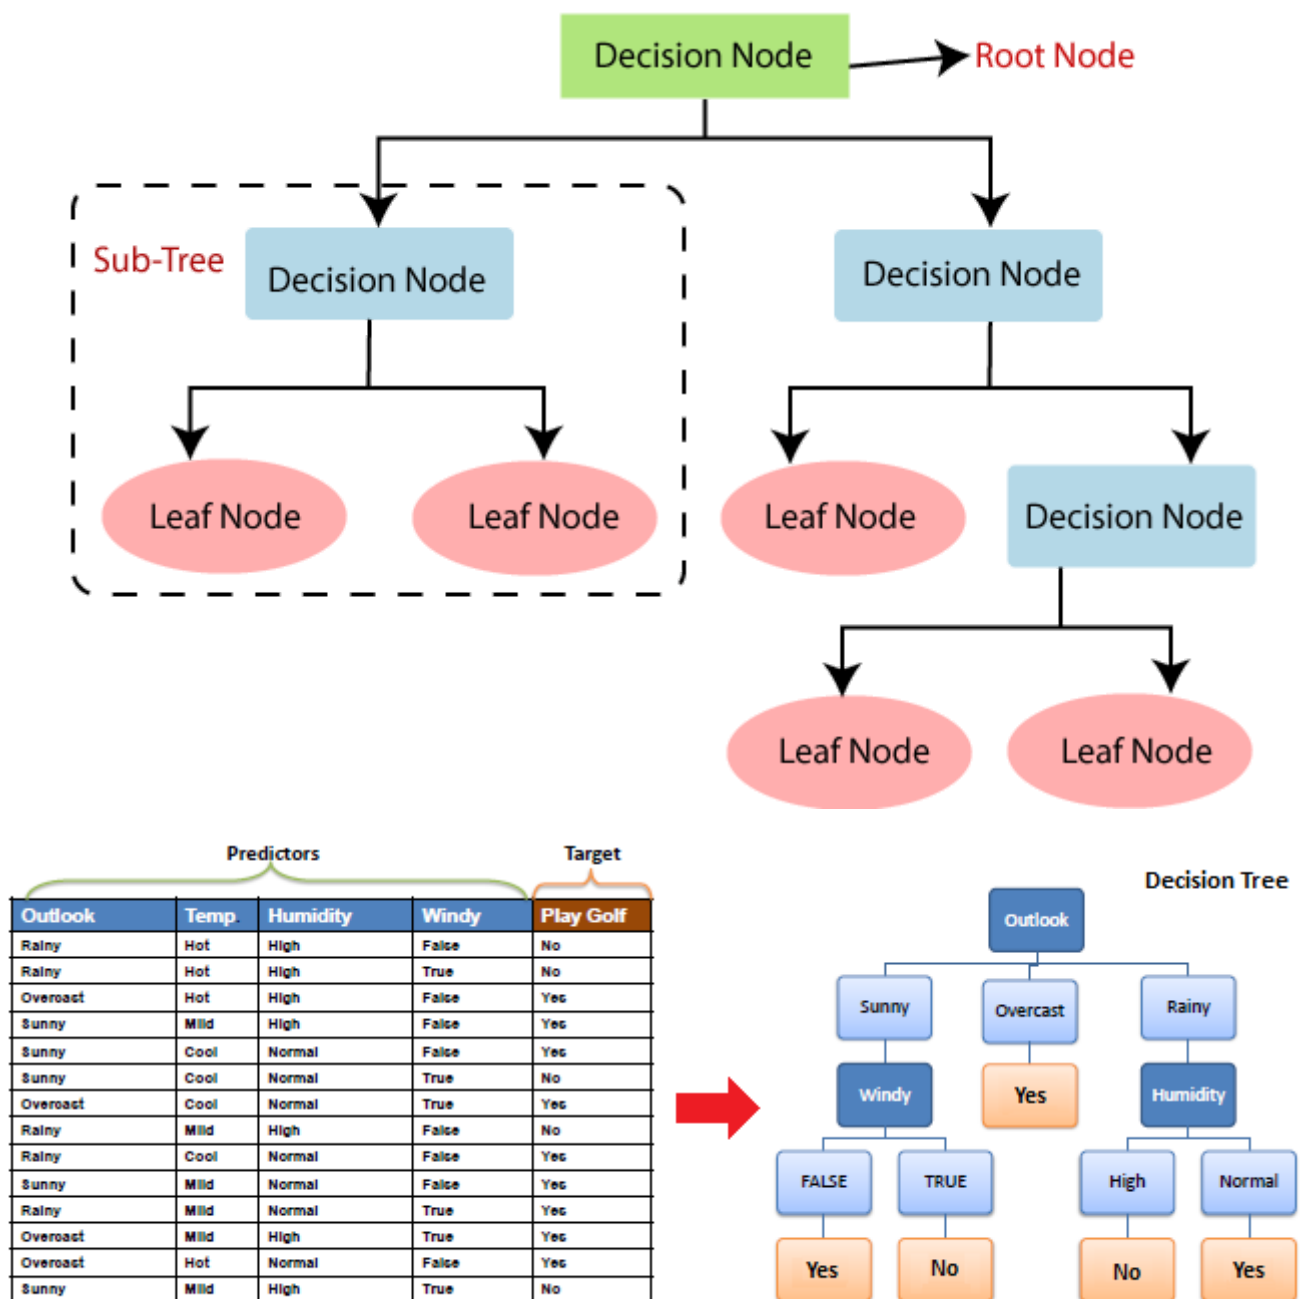 Decision Node
Root Node
Sub-Tree
Decision Node
Decision Node
Leaf Node
Leaf Node
Leaf Node
Decision Node
Leaf Node
Leaf Node
Predictors
Target
Outlook Temp. Humidity Windy Play Golf
Rainy Hot High False No
Rainy Hot High True No
Overcast Hot High False Yes
Sunny Mild High False Yes
Sunny Cool Normal False Yes
Sunny Cool Normal True No
Overcast Cool Normal True Yes
Rainy Mild High False No
Rainy Cool Normal False Yes
Sunny Mild Normal False Yes
Rainy Mild Normal True Yes
Overcast Mild High True Yes
Overcast Hot Normal False Yes
Sunny Mild High True No
Decision Tree
Outlook
Sunny Overcast Rainy
Windy Yes Humidity
FALSE TRUE High Normal
Yes No No Yes